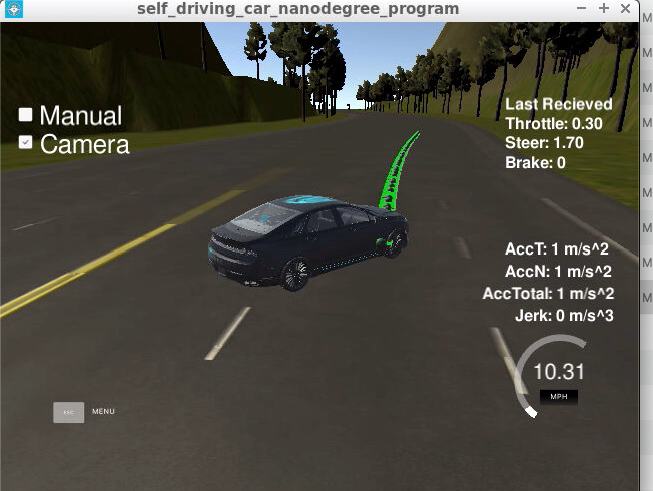 self_driving_car_nanodegree_program
Manual
Camera
Last Recieved
Throttle: 0.30
Steer: 1.70
Brake: 0
AccT: 1 m/s^2
AccN: 1 m/s^2
AccTotal: 1 m/s^2
Jerk: 0 m/s^3
10.31
MPH
ESC
MENU
M
M
M
M
M
M
M
M
M